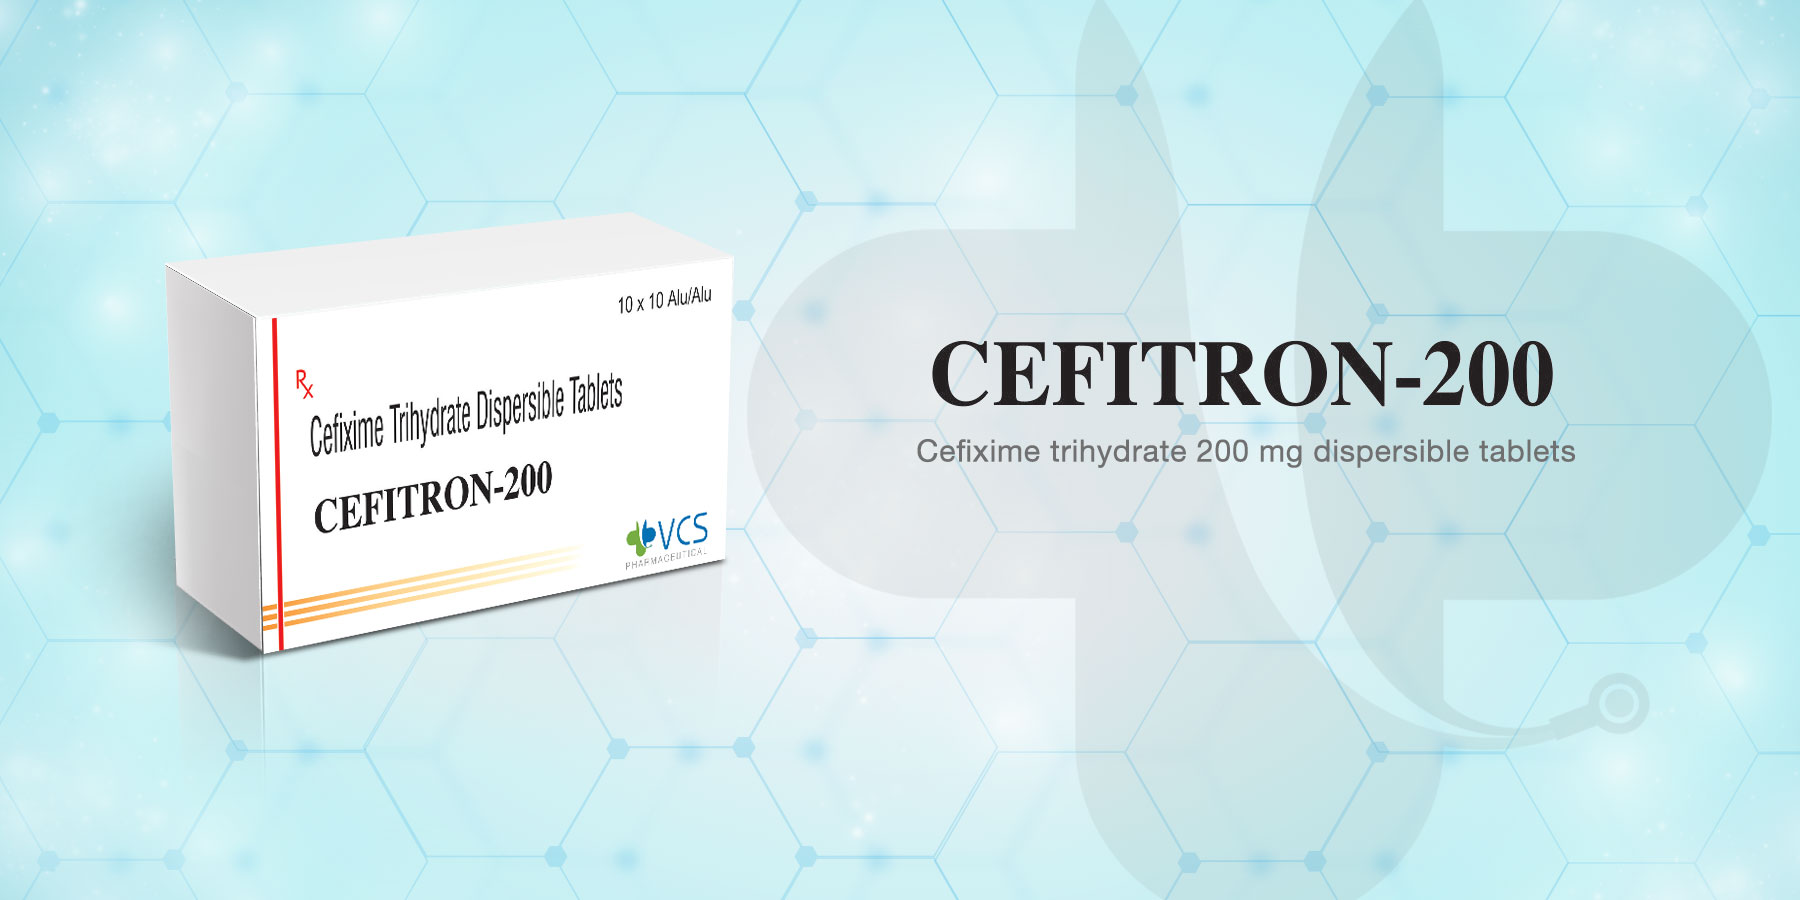 10 x 10 Alu/Alu
Rx
Cefixime Trihydrate Dispersible Tablets
CEFITRON-200
VCS
PHARMACEUTICAL
CEFITRON-200
Cefixime trihydrate 200 mg dispersible tablets